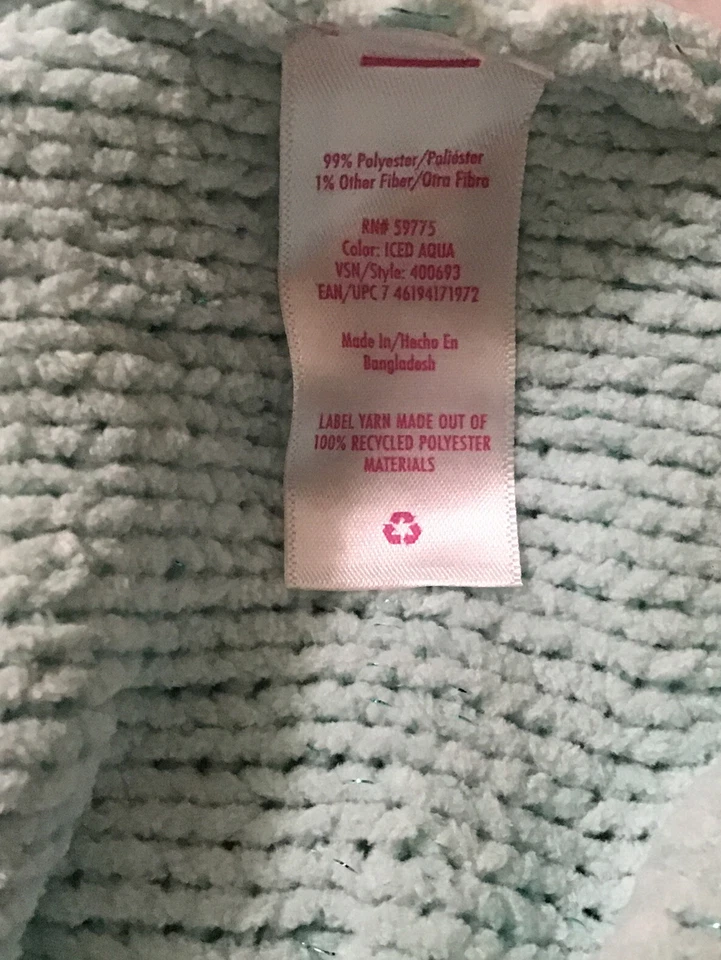 99% Polyester/Poliéster
1% Other Fiber/Otra Fibra
RN# 59775
Color: ICED AQUA
VSN/Style: 400693
EAN/UPC 7 46194171972
Made In/Hecho En
Bangladesh
LABEL YARN MADE OUT OF
100% RECYCLED POLYESTER
MATERIALS